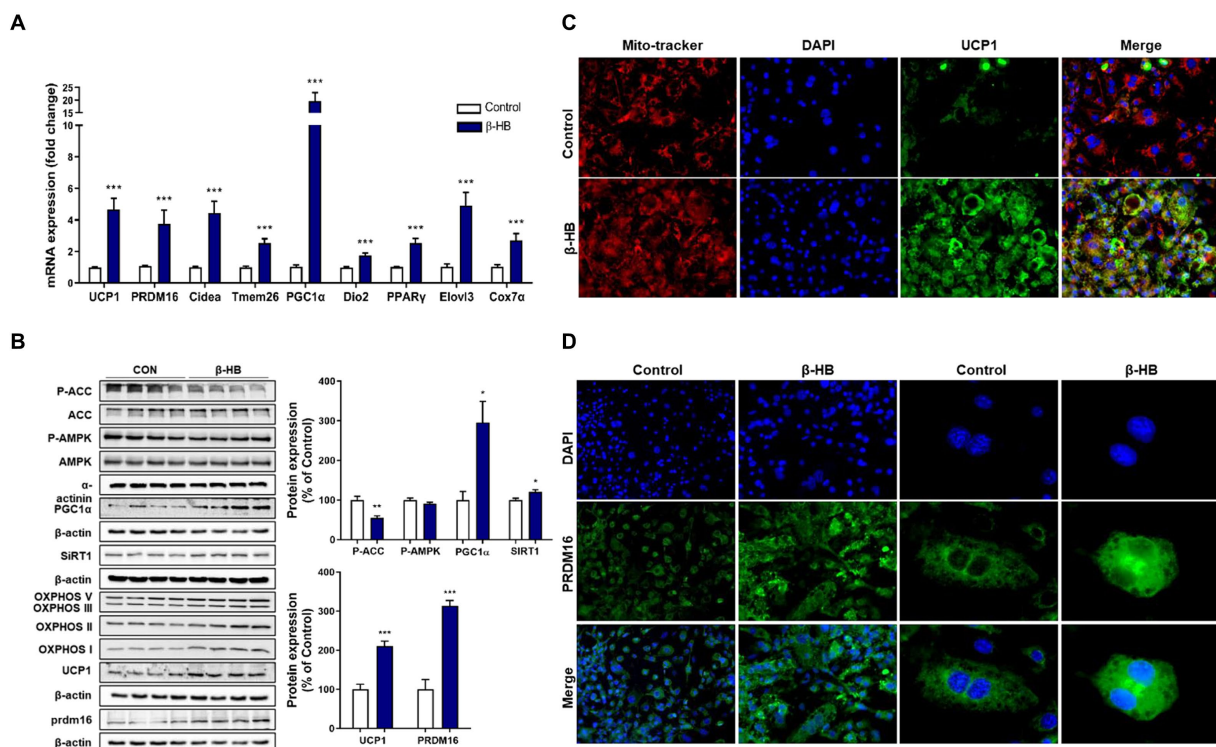 A
mRNA expression (fold change)
25
20
15
10
8
6
4
2
0
***
***
***
***
***
***
***
***
***
Control
β-HB
UCP1 PRDM16 Cidea Tmem26 PGC1α Dio2 PPARγ Elovl3 Cox7α
B
CON β-HB
P-ACC
ACC
P-AMPK
AMPK
α-
actinin
PGC1α
β-actin
SiRT1
β-actin
OXPHOS V
OXPHOS III
OXPHOS II
OXPHOS I
UCP1
β-actin
prdm16
β-actin
Protein expression
(% of Control)
400
300
200
100
0
**
*
*
P-ACC P-AMPK PGC1α SIRT1
Protein expression
(% of Control)
400
300
200
100
0
***
***
UCP1 PRDM16
C
Mito-tracker DAPI UCP1 Merge
Control
β-HB
D
Control β-HB Control β-HB
DAPI
PRDM16
Merge